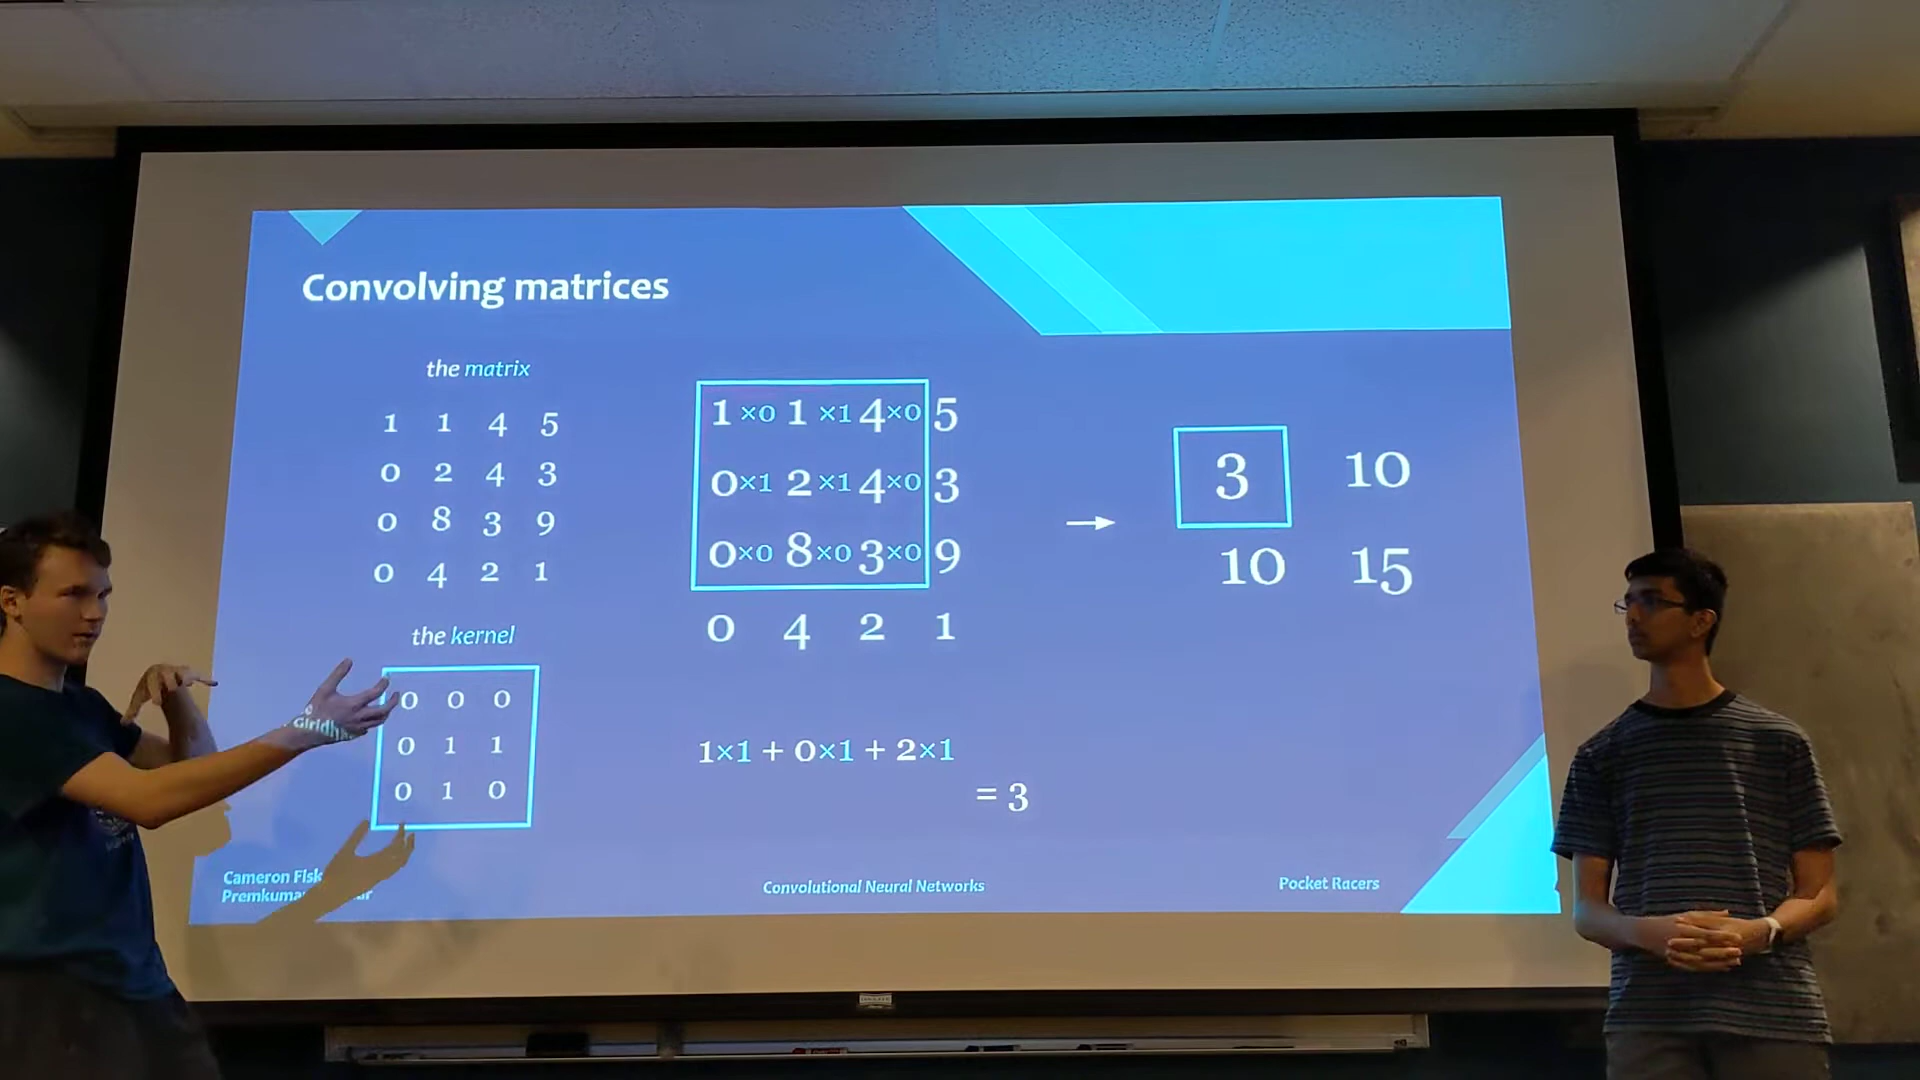 Convolving matrices
the matrix
1 1 4 5
0 2 4 3
0 8 3 9
0 4 2 1
the kernel
0 0 0
0 1 1
0 1 0
1 ×0 1 ×1 4 ×0 5
0 ×1 2 ×1 4 ×0 3
0 ×0 8 ×0 3 ×0 9
0 4 2 1
1×1 + 0×1 + 2×1
= 3
3 10
10 15
Cameron
Convolutional Neural Networks
Pocket Racers